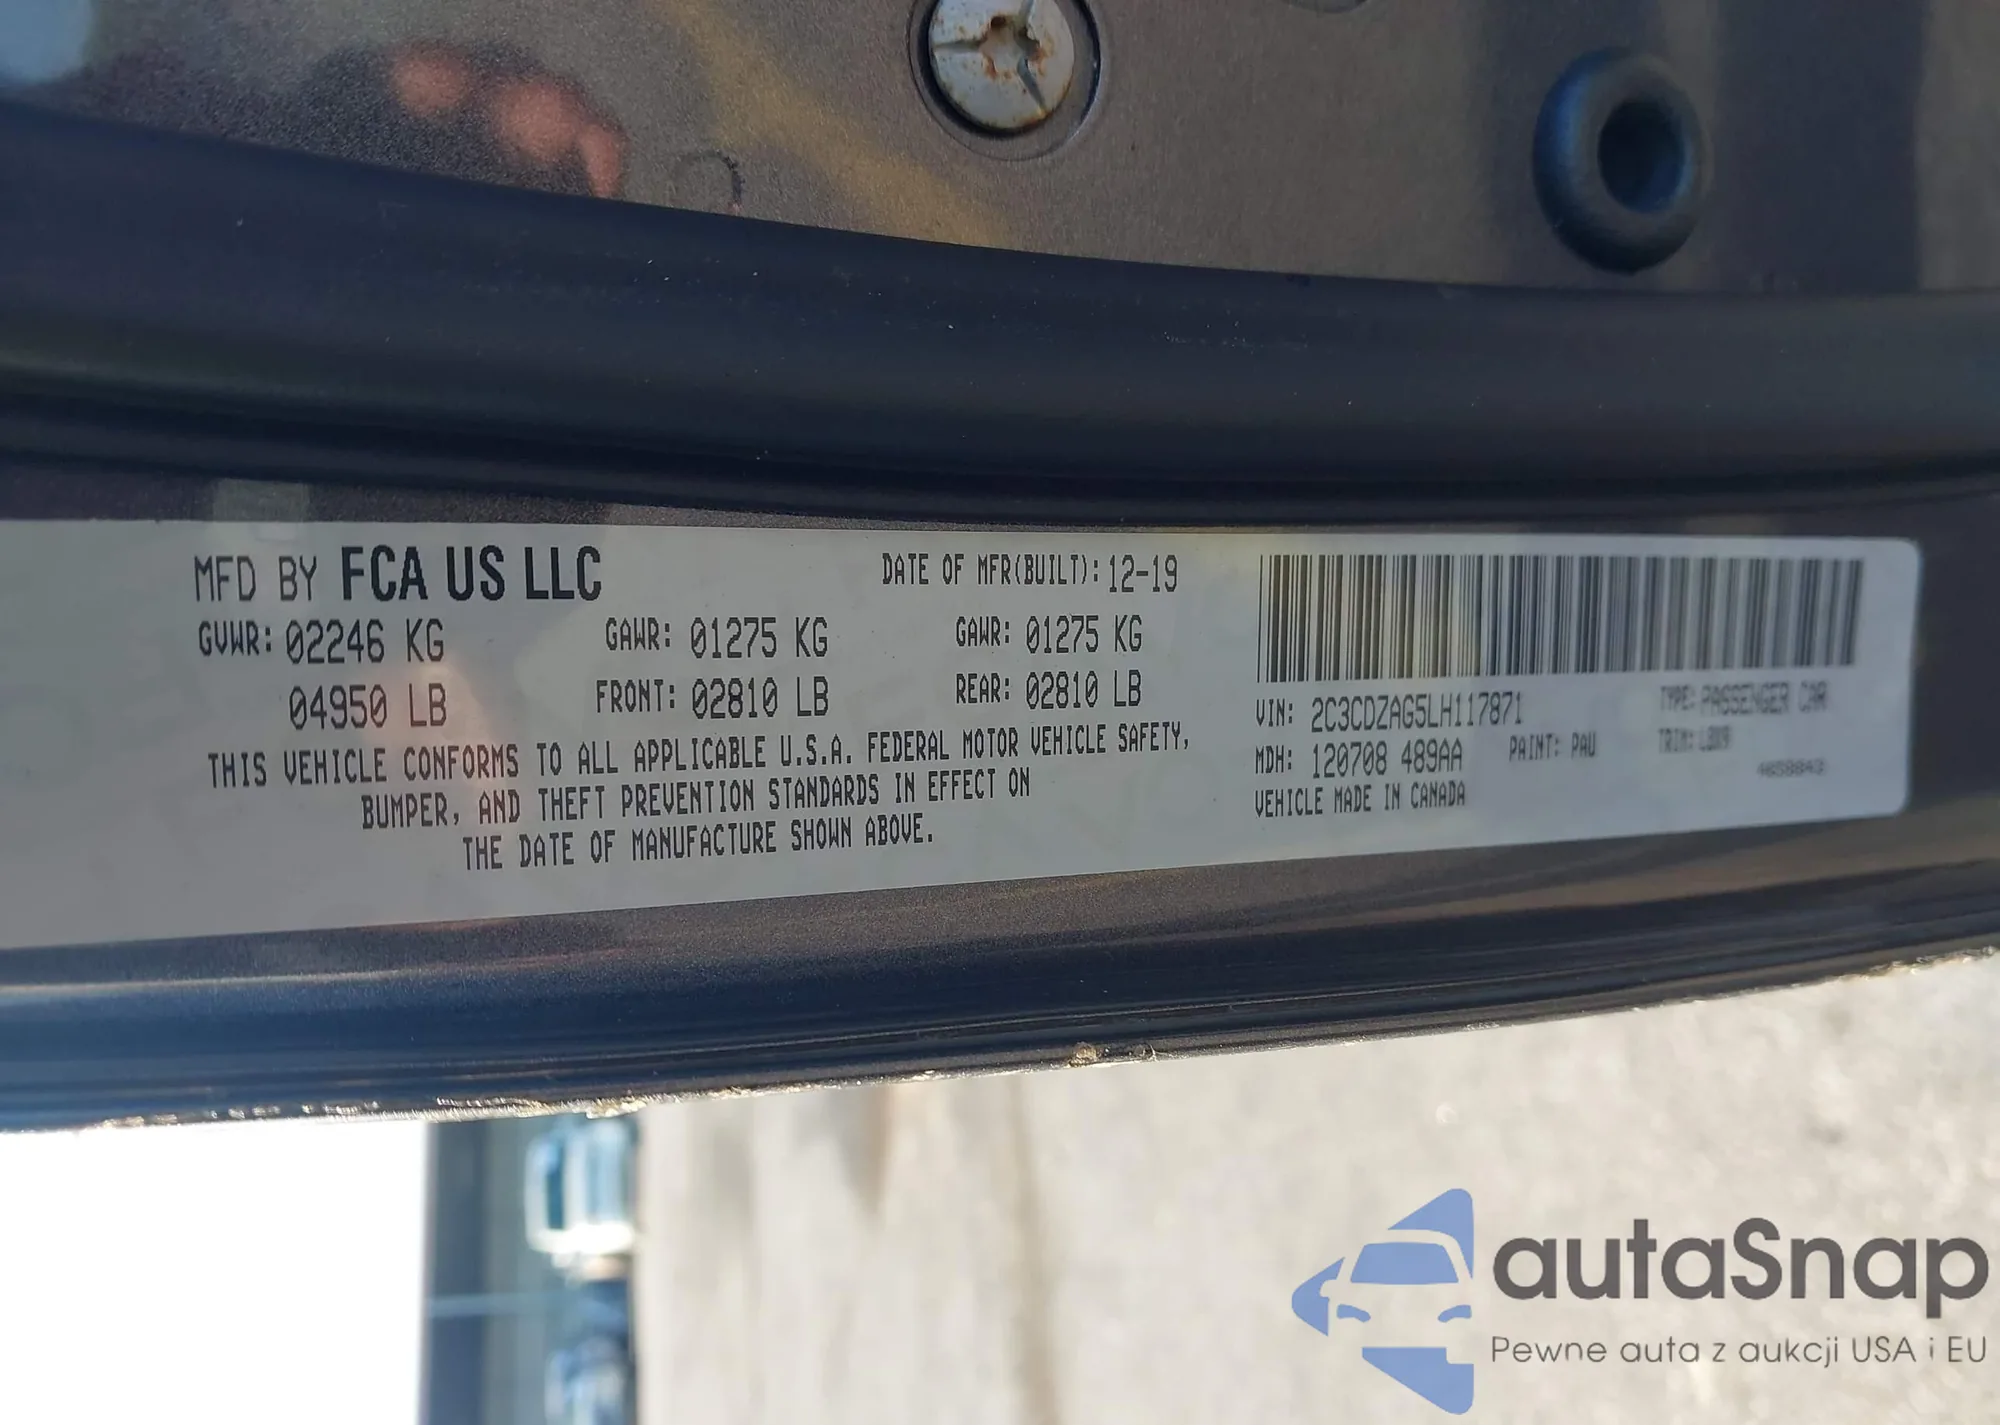 MFD BY FCA US LLC
DATE OF MFR(BUILT): 12-19
GVWR: 02246 KG
04950 LB
GAWR: 01275 KG
FRONT: 02810 LB
GAWR: 01275 KG
REAR: 02810 LB
THIS VEHICLE CONFORMS TO ALL APPLICABLE U.S.A. FEDERAL MOTOR VEHICLE SAFETY,
BUMPER, AND THEFT PREVENTION STANDARDS IN EFFECT ON
THE DATE OF MANUFACTURE SHOWN ABOVE.
VIN: 2C3CDZAG5LH117871
TYPE: PASSENGER CAR
MDH: 120708 489AA
PAINT: PAU
TRIM:
VEHICLE MADE IN CANADA
autaSnap
Pewne auta z aukcji USA i EU